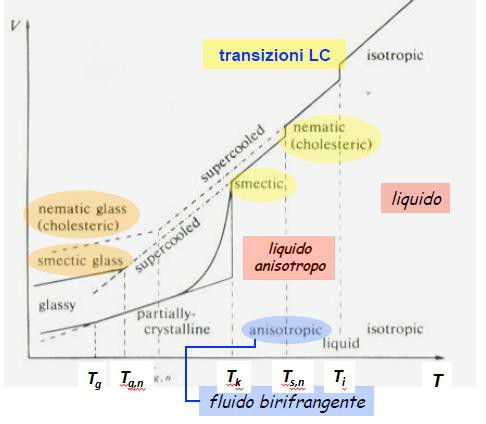 V
transizioni LC
isotropic
nematic
(cholesteric)
supercooled
smectic
nematic glass
(cholesteric)
liquido
supercooled
smectic glass
liquido
anisotropo
glassy
partially-
crystalline
anisotropic
isotropic
liquid
Tg Tg,n g,n Tk Ts,n Ti T
fluido birifrangente